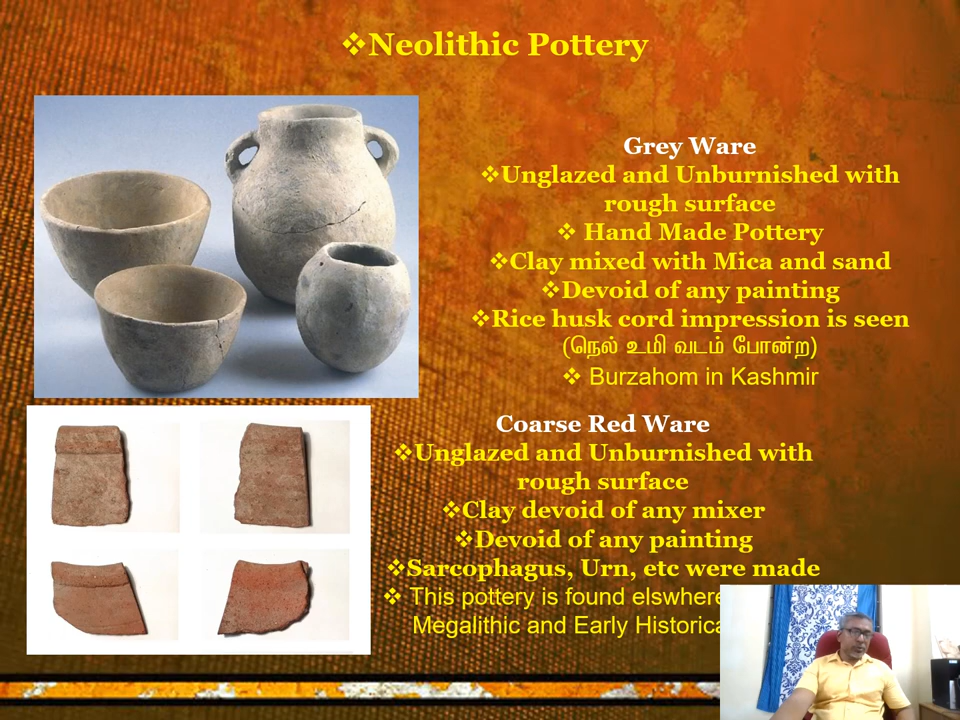 ❖Neolithic Pottery
Grey Ware
❖Unglazed and Unburnished with
rough surface
❖ Hand Made Pottery
❖Clay mixed with Mica and sand
❖Devoid of any painting
❖Rice husk cord impression is seen
(நெல் உமி வடம் போன்ற)
❖ Burzahom in Kashmir
Coarse Red Ware
❖Unglazed and Unburnished with
rough surface
❖Clay devoid of any mixer
❖Devoid of any painting
❖Sarcophagus, Urn, etc were made
❖ This pottery is found elswhere
Megalithic and Early Historica